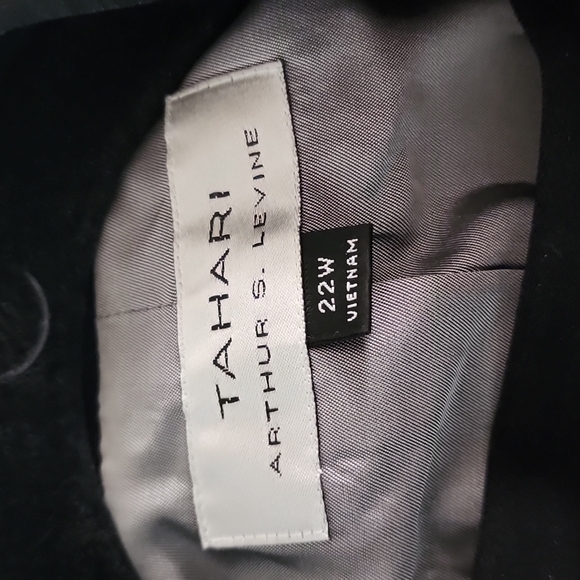 TAHARI
ARTHUR S. LEVINE
22W
VIETNAM